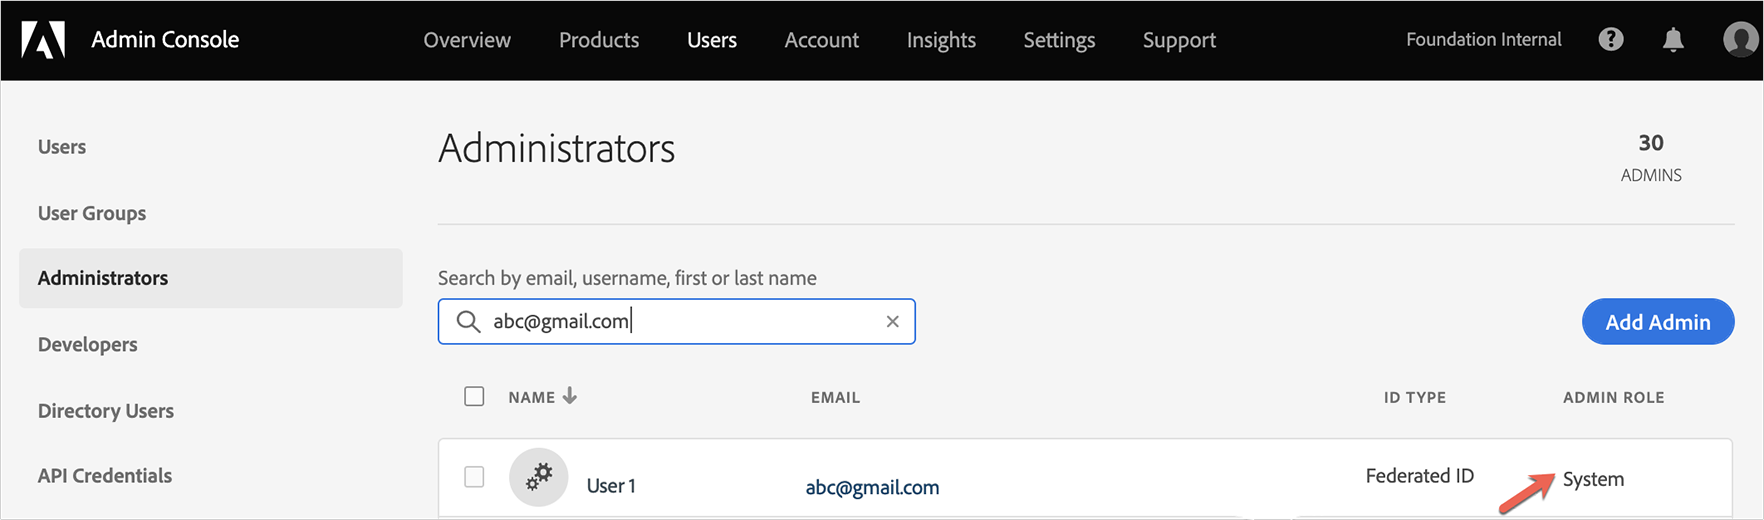 Admin Console
Overview Products Users Account Insights Settings Support
Foundation Internal
Users
User Groups
Administrators
Developers
Directory Users
API Credentials
Administrators
30
ADMINS
Search by email, username, first or last name
abc@gmail.com
Add Admin
NAME EMAIL ID TYPE ADMIN ROLE
User 1 abc@gmail.com Federated ID System